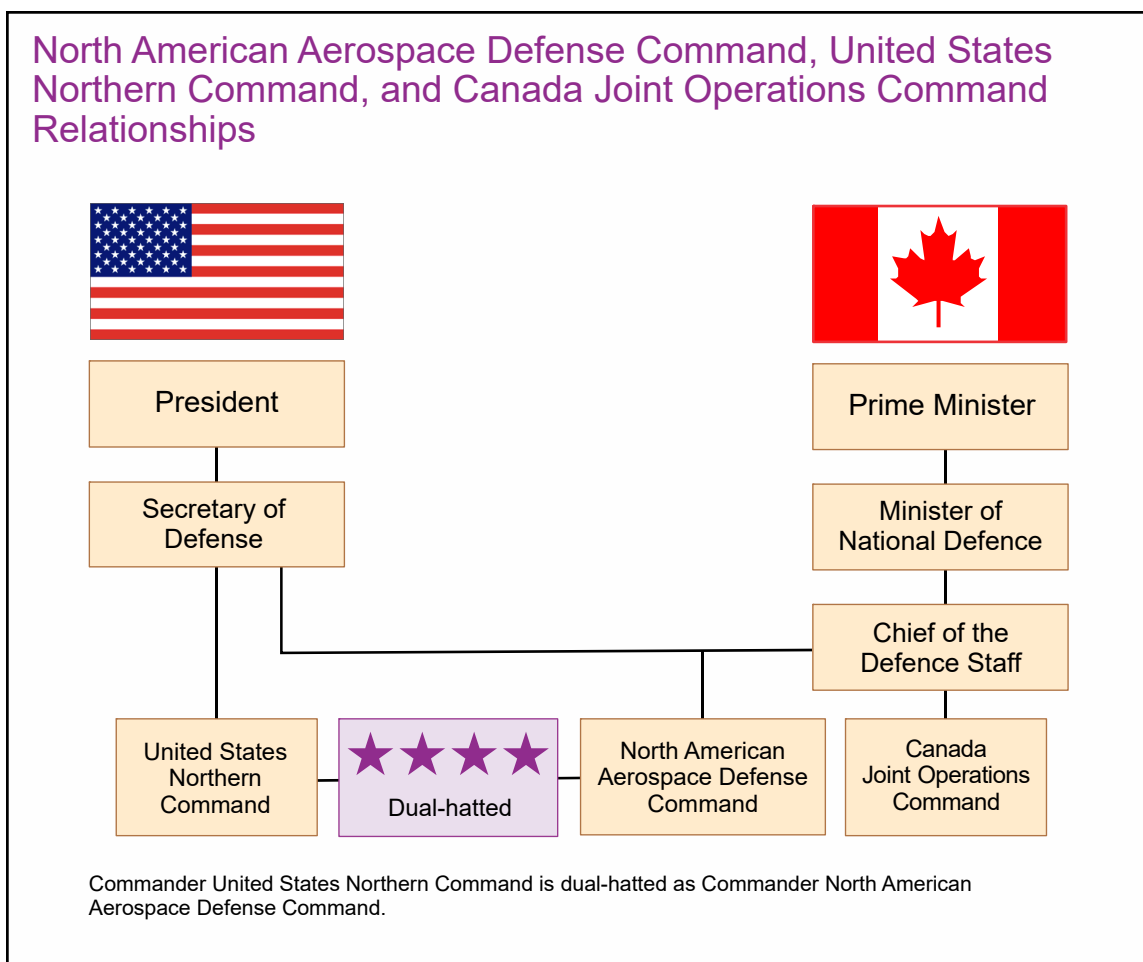 North American Aerospace Defense Command, United States
Northern Command, and Canada Joint Operations Command
Relationships
President
Prime Minister
Secretary of
Defense
Minister of
National Defence
Chief of the
Defence Staff
United States
Northern
Command
Dual-hatted
North American
Aerospace Defense
Command
Canada
Joint Operations
Command
Commander United States Northern Command is dual-hatted as Commander North American
Aerospace Defense Command.